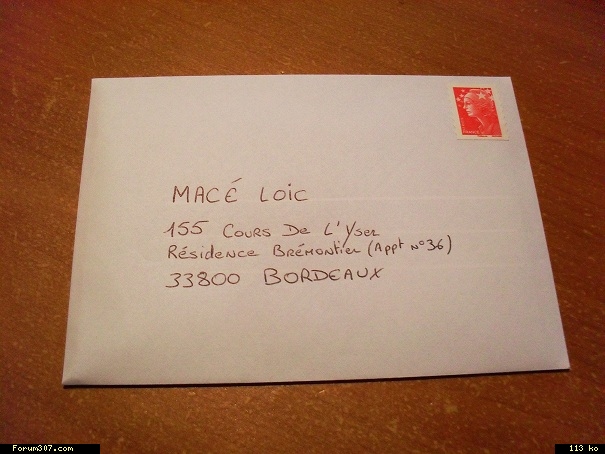 MACÉ LOIC
155 COURS DE L'YSER
Résidence BRÉMONTIER (Appt N°36)
33800 BORDEAUX
Forum307.com
113 ko